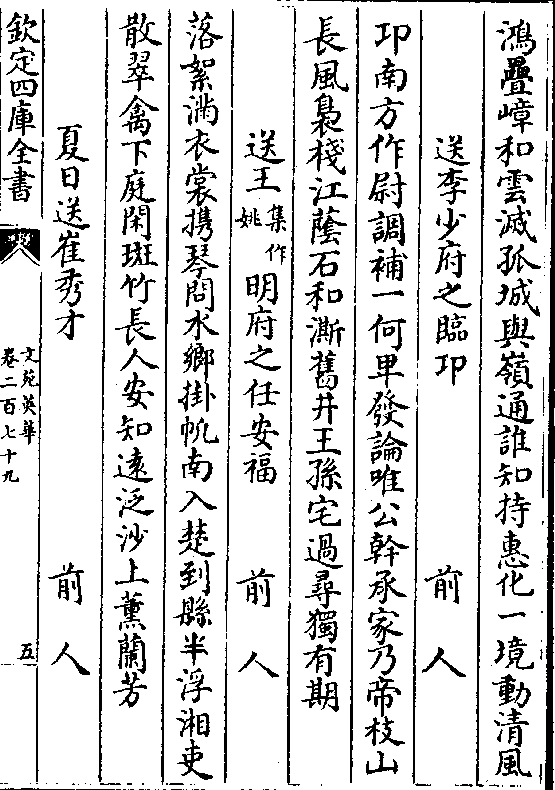 鴻疊嶂和雲滅孤城與嶺通誰知持惠化一境動清風
送李少府之臨邛　前人
邛南方作尉調補一何卑發論唯公幹承家乃帝枝山
長風裊棧江蔭石和澌舊井王孫宅過尋獨有期
送王集作姚明府之任安福　前人
落絮滿衣裳攜琴問水鄉掛帆南入楚到縣半浮湘吏
散翠禽下庭閑斑竹長人安知遠泛沙上薰蘭芳
夏日送崔秀才　前人
欽定四庫全書
文苑英華
卷二百七十九
五